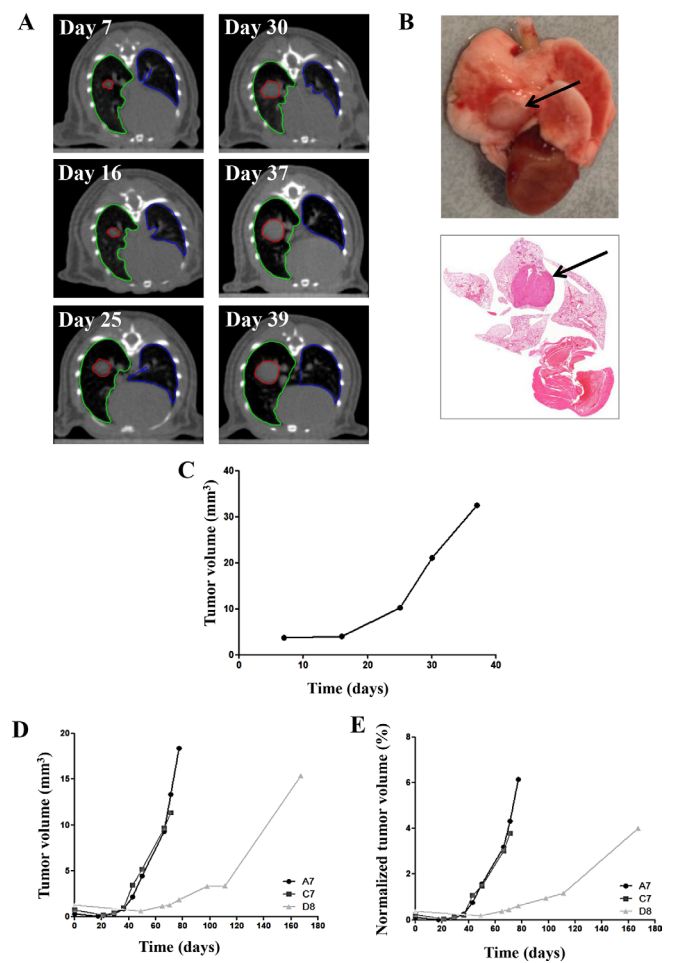 A
Day 7
Day 30
Day 16
Day 37
Day 25
Day 39
B
C
Tumor volume (mm³)
40
30
20
10
0
0 10 20 30 40
Time (days)
D
Tumor volume (mm³)
20
15
10
5
0
0 20 40 60 80 100 120 140 160 180
A7
C7
D8
Time (days)
E
Normalized tumor volume (%)
8
6
4
2
0
0 20 40 60 80 100 120 140 160 180
A7
C7
D8
Time (days)